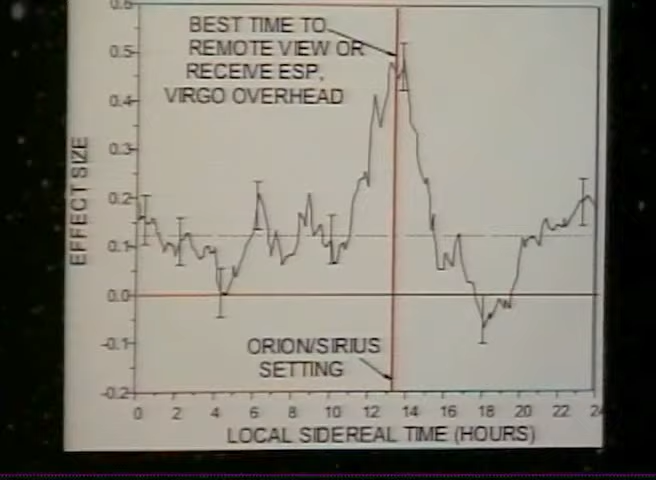 0.6
BEST TIME TO
REMOTE VIEW OR
RECEIVE ESP,
VIRGO OVERHEAD
0.5
0.4
0.3
0.2
0.1
0.0
-0.1
-0.2
EFFECT SIZE
ORION/SIRIUS
SETTING
0 2 4 6 8 10 12 14 16 18 20 22
LOCAL SIDEREAL TIME (HOURS)